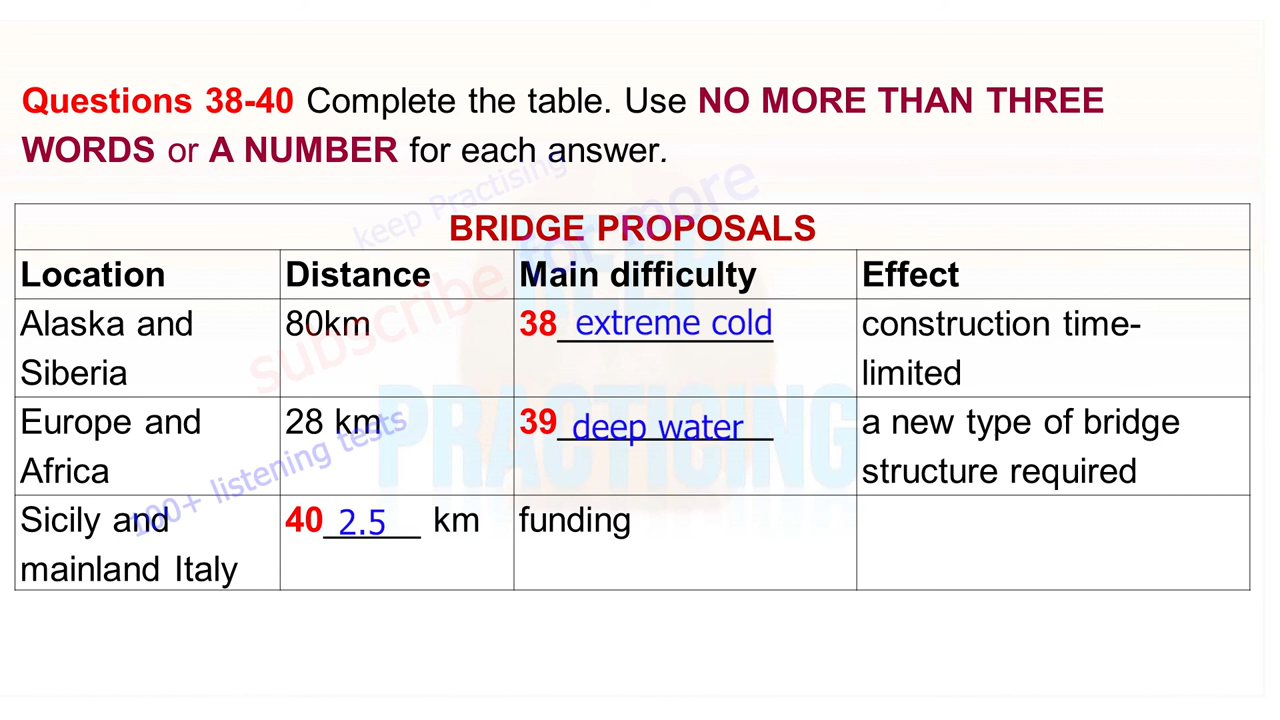 Questions 38-40 Complete the table. Use NO MORE THAN THREE
WORDS or A NUMBER for each answer.
keep Practising
subscribe for more
KEEP
PRACTISING
100+ listening tests
BRIDGE PROPOSALS
Location Distance Main difficulty Effect
Alaska and 80km 38 extreme cold construction time-
Siberia limited
Europe and 28 km 39 deep water a new type of bridge
Africa structure required
Sicily and 40 2.5 km funding
mainland Italy